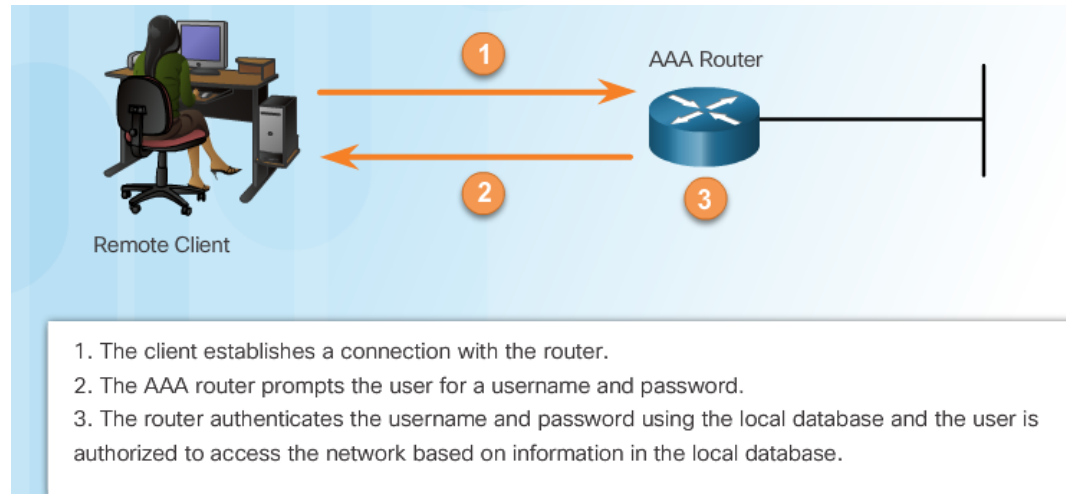 1
AAA Router
2
3
Remote Client
1. The client establishes a connection with the router.
2. The AAA router prompts the user for a username and password.
3. The router authenticates the username and password using the local database and the user is
authorized to access the network based on information in the local database.